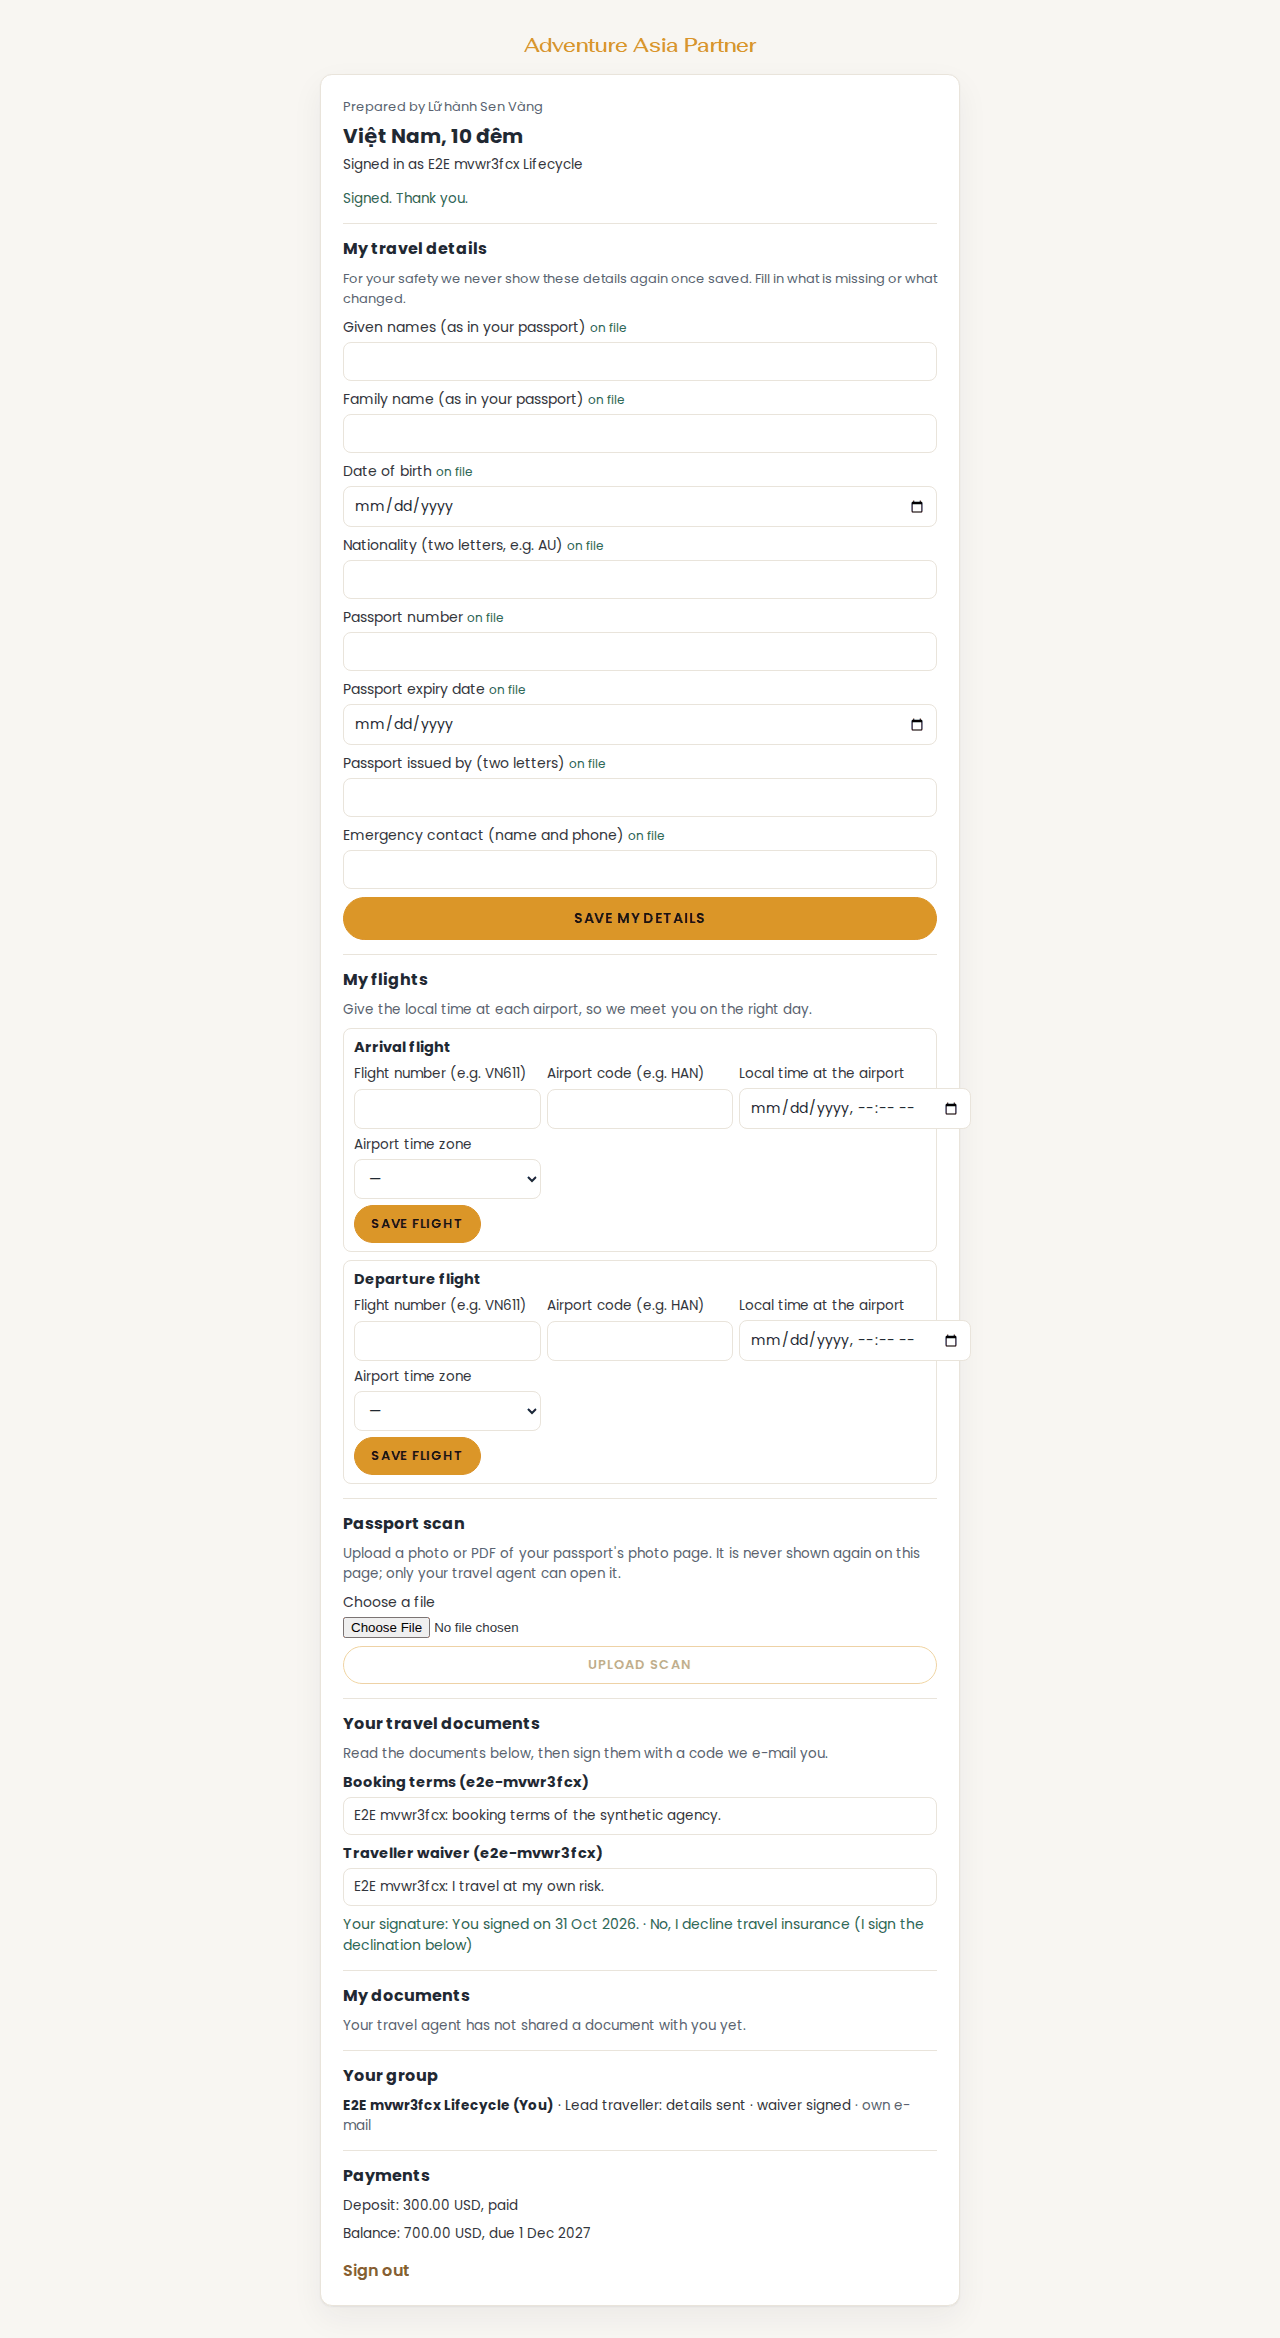 Adventure Asia Partner
Prepared by Lữ hành Sen Vàng
Việt Nam, 10 đêm
Signed in as E2E mvwr3fcx Lifecycle
Signed. Thank you.
My travel details
For your safety we never show these details again once saved. Fill in what is missing or what
changed.
Given names (as in your passport) on file
Family name (as in your passport) on file
Date of birth on file
mm/dd/yyyy
Nationality (two letters, e.g. AU) on file
Passport number on file
Passport expiry date on file
mm/dd/yyyy
Passport issued by (two letters) on file
Emergency contact (name and phone) on file
SAVE MY DETAILS
My flights
Give the local time at each airport, so we meet you on the right day.
Arrival flight
Flight number (e.g. VN611) Airport code (e.g. HAN) Local time at the airport
mm/dd/yyyy, --:-- --
Airport time zone
—
SAVE FLIGHT
Departure flight
Flight number (e.g. VN611) Airport code (e.g. HAN) Local time at the airport
mm/dd/yyyy, --:-- --
Airport time zone
—
SAVE FLIGHT
Passport scan
Upload a photo or PDF of your passport's photo page. It is never shown again on this
page; only your travel agent can open it.
Choose a file
Choose File No file chosen
UPLOAD SCAN
Your travel documents
Read the documents below, then sign them with a code we e-mail you.
Booking terms (e2e-mvwr3fcx)
E2E mvwr3fcx: booking terms of the synthetic agency.
Traveller waiver (e2e-mvwr3fcx)
E2E mvwr3fcx: I travel at my own risk.
Your signature: You signed on 31 Oct 2026. · No, I decline travel insurance (I sign the
declination below)
My documents
Your travel agent has not shared a document with you yet.
Your group
E2E mvwr3fcx Lifecycle (You) · Lead traveller: details sent · waiver signed · own e-
mail
Payments
Deposit: 300.00 USD, paid
Balance: 700.00 USD, due 1 Dec 2027
Sign out